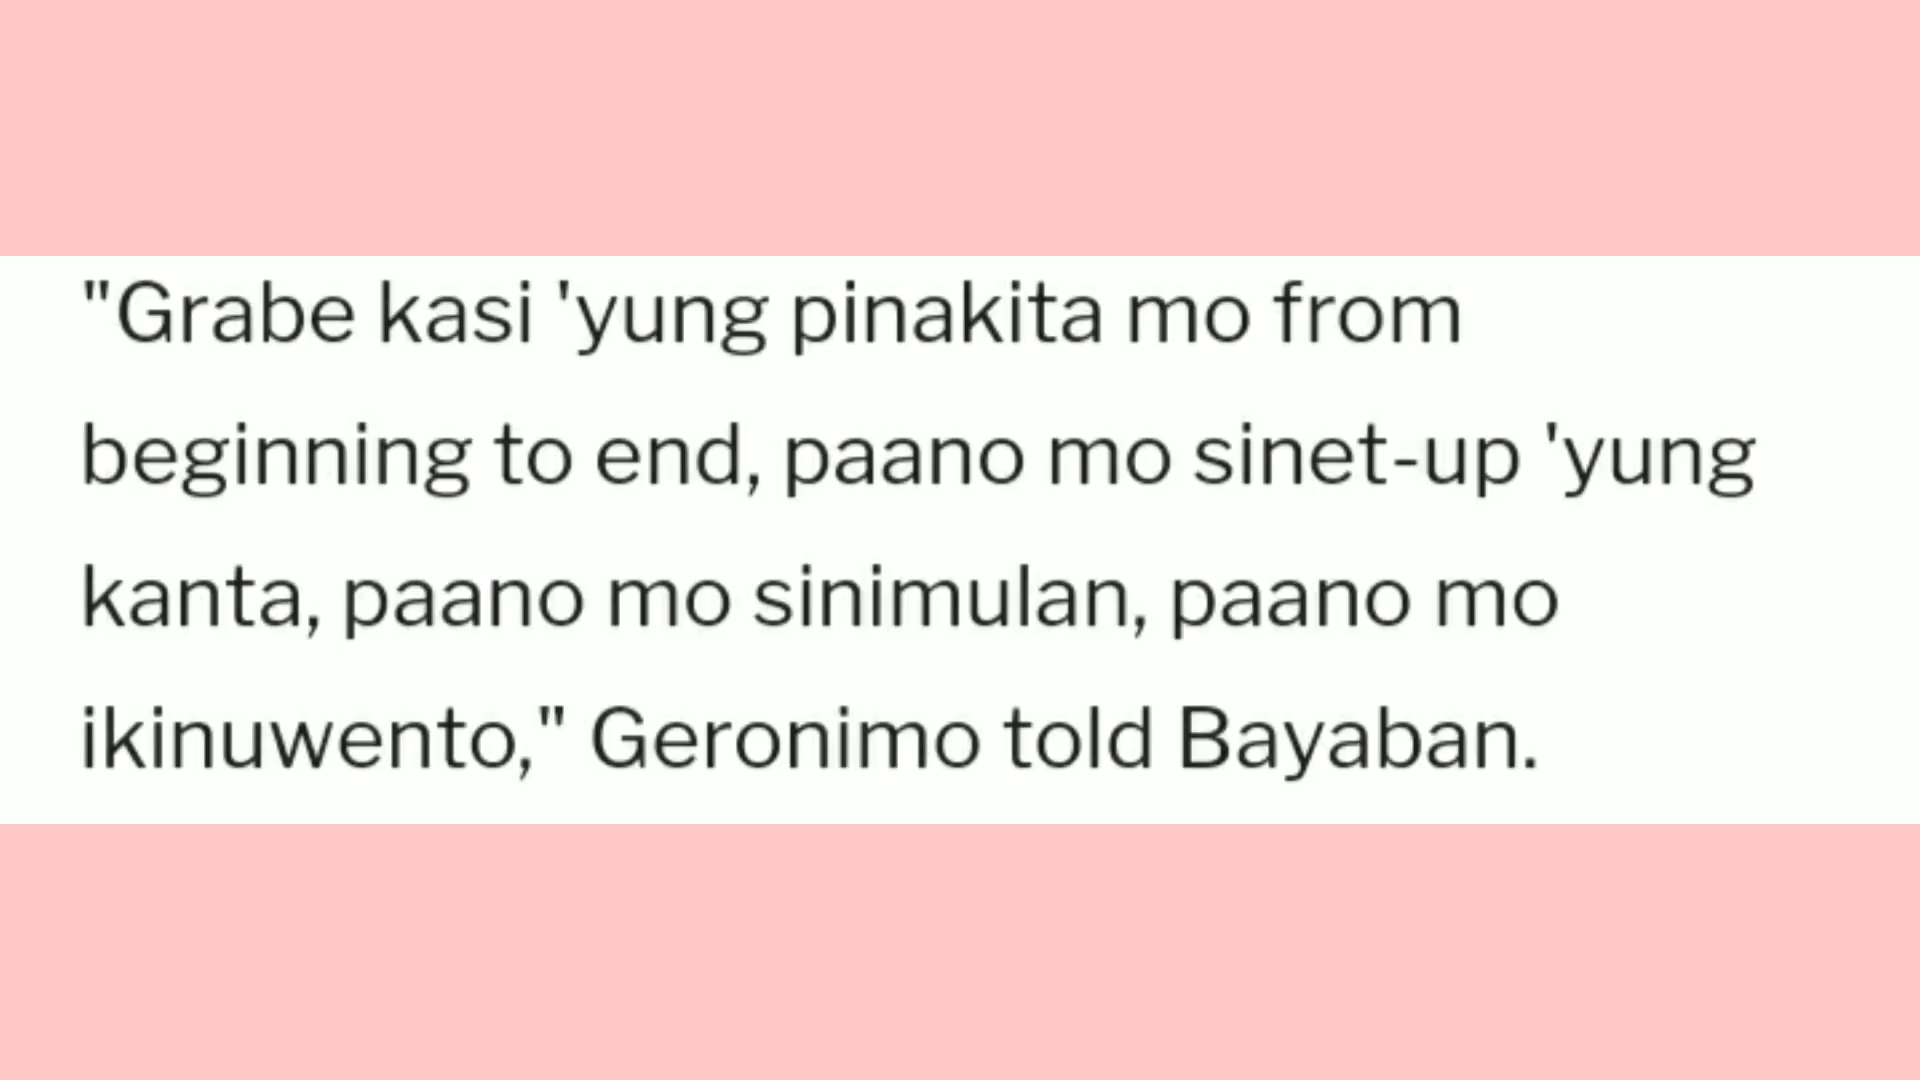 "Grabe kasi 'yung pinakita mo from
beginning to end, paano mo sinet-up 'yung
kanta, paano mo sinimulan, paano mo
ikinuwento," Geronimo told Bayaban.